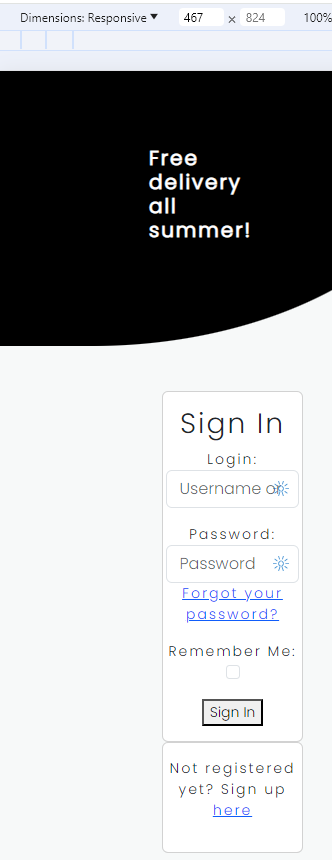 Dimensions: Responsive 467 × 824 100%
Free
delivery
all
summer!
Sign In
Login:
Username or
Password:
Password
Forgot your
password?
Remember Me:
Sign In
Not registered
yet? Sign up
here